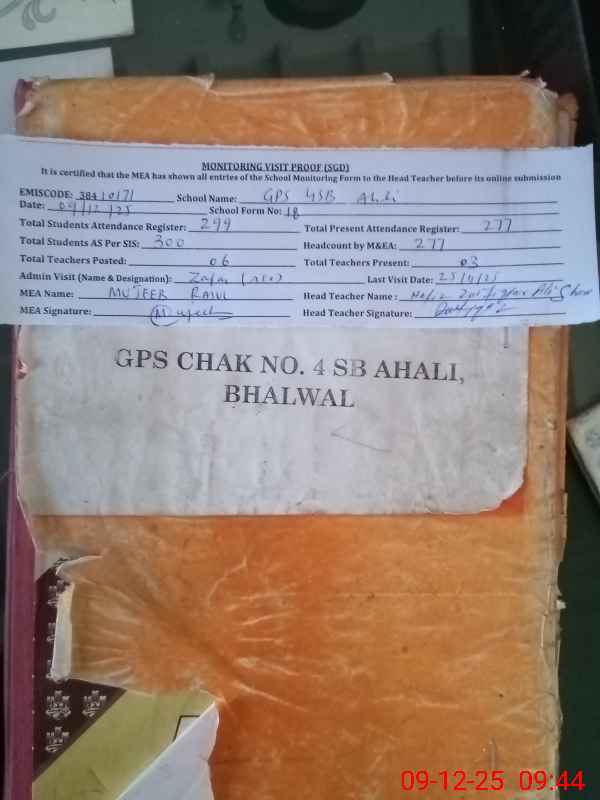 MONITORING VISIT PROOF (SGD)
It is certified that the MEA has shown all entries of the School Monitoring Form to the Head Teacher before its online submission
EMISCODE: 38410171 School Name: GPS 4SB Ahli
Date: 09/12/25 School Form No: 18
Total Students Attendance Register: 299 Total Present Attendance Register: 277
Total Students AS Per SIS: 300 Headcount by M&EA: 277
Total Teachers Posted: 06 Total Teachers Present: 03
Admin Visit (Name & Designation): Zafar (AEO) Last Visit Date: 25/11/25
MEA Name: MUJEEB Head Teacher Name:
MEA Signature: Mujeeb Head Teacher Signature:
GPS CHAK NO. 4 SB AHALI,
BHALWAL
09-12-25 09:44